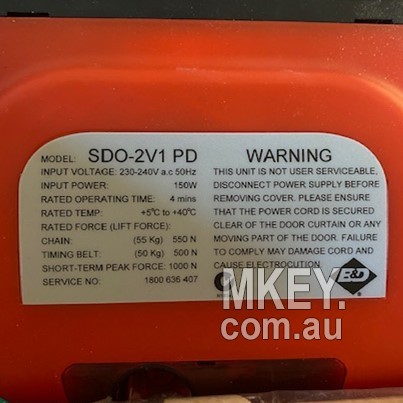 MODEL: SDO-2V1 PD
INPUT VOLTAGE: 230-240V a.c 50Hz
INPUT POWER: 150W
RATED OPERATING TIME: 4 mins
RATED TEMP: +5°C to +40°C
RATED FORCE (LIFT FORCE):
CHAIN: (55 Kg) 550 N
TIMING BELT: (50 Kg) 500 N
SHORT-TERM PEAK FORCE: 1000 N
SERVICE NO: 1800 636 407
WARNING
THIS UNIT IS NOT USER SERVICEABLE,
DISCONNECT POWER SUPPLY BEFORE
REMOVING COVER. PLEASE ENSURE
THAT THE POWER CORD IS SECURED
CLEAR OF THE DOOR CURTAIN OR ANY
MOVING PART OF THE DOOR. FAILURE
TO COMPLY MAY DAMAGE CORD AND
CAUSE ELECTROCUTION.
B&D
MKEY.
com.au